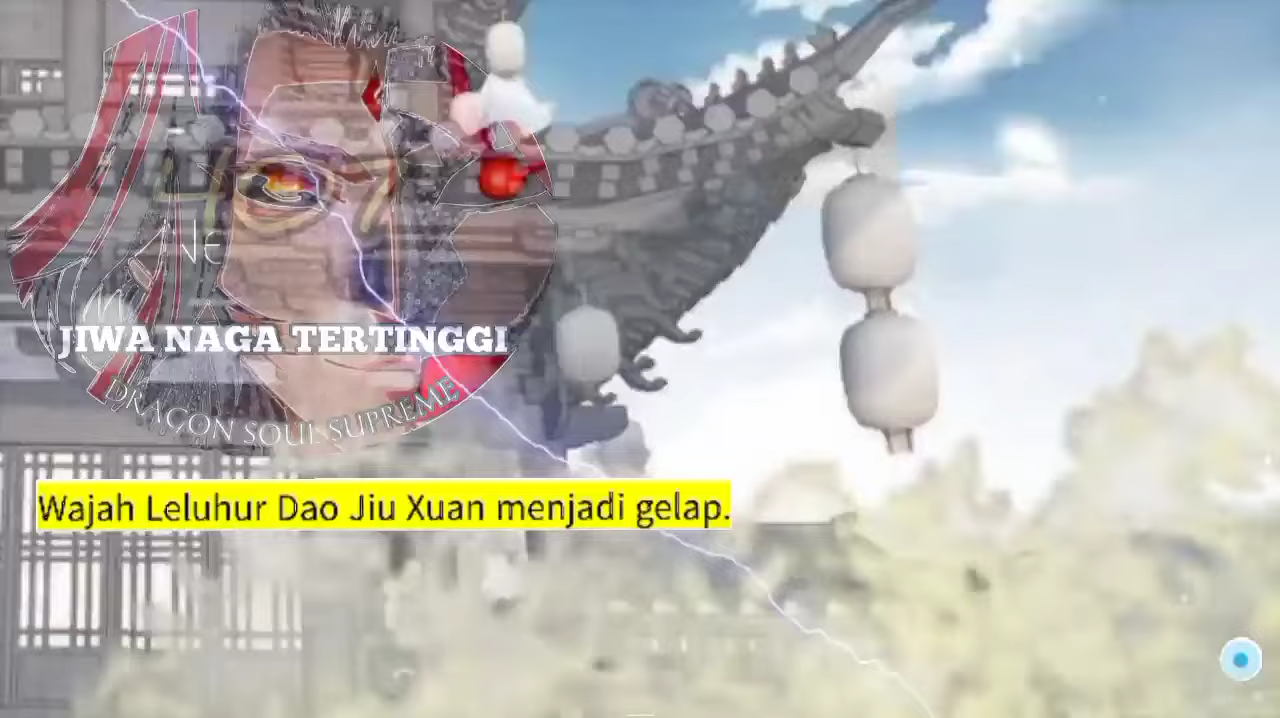 JIWA NAGA TERTINGGI
DRAGON SOUL SUPREME
Wajah Leluhur Dao Jiu Xuan menjadi gelap.